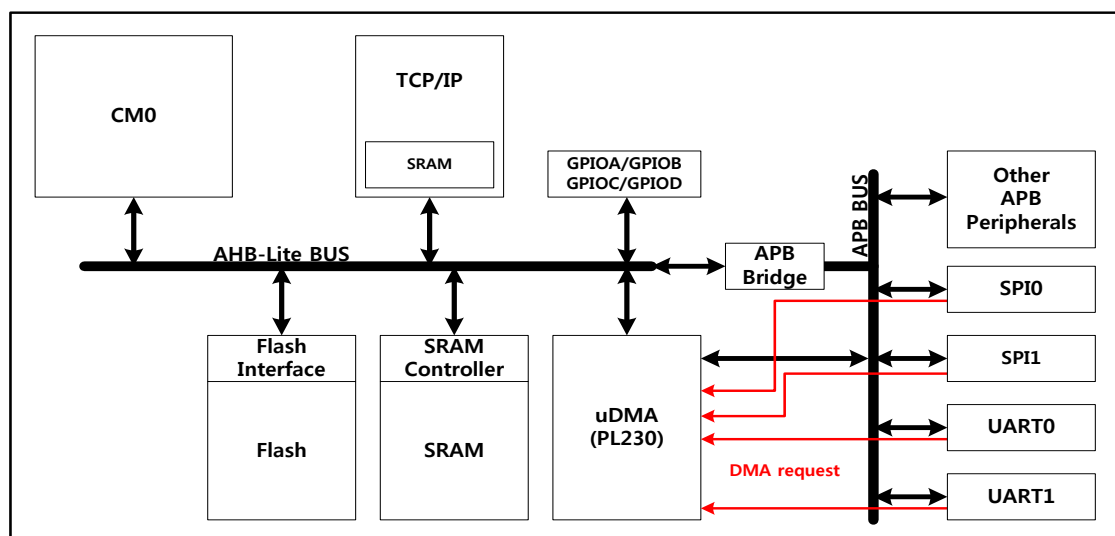 CM0
TCP/IP
SRAM
GPIOA/GPIOB
GPIOC/GPIOD
Other
APB
Peripherals
APB BUS
AHB-Lite BUS
APB
Bridge
SPI0
Flash
Interface
SRAM
Controller
SPI1
Flash
SRAM
uDMA
(PL230)
UART0
DMA request
UART1